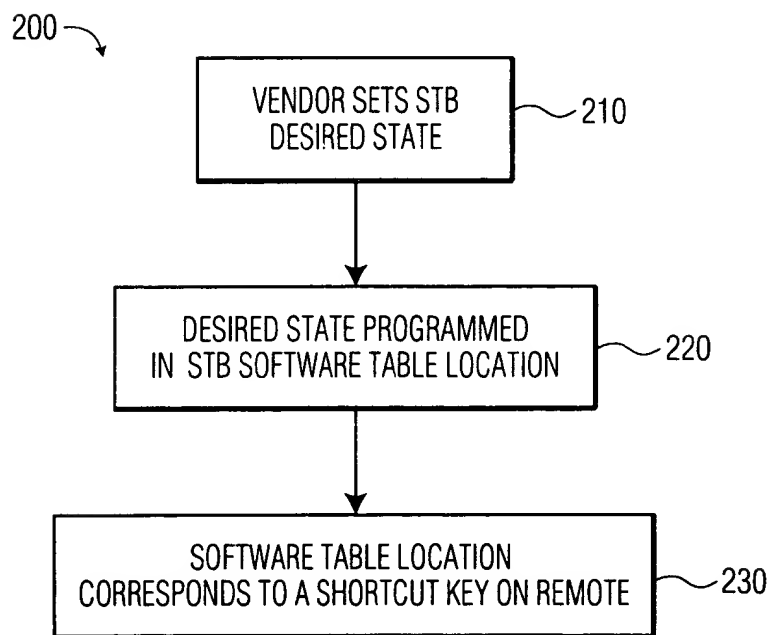 200
VENDOR SETS STB
DESIRED STATE
210
DESIRED STATE PROGRAMMED
IN STB SOFTWARE TABLE LOCATION
220
SOFTWARE TABLE LOCATION
CORRESPONDS TO A SHORTCUT KEY ON REMOTE
230